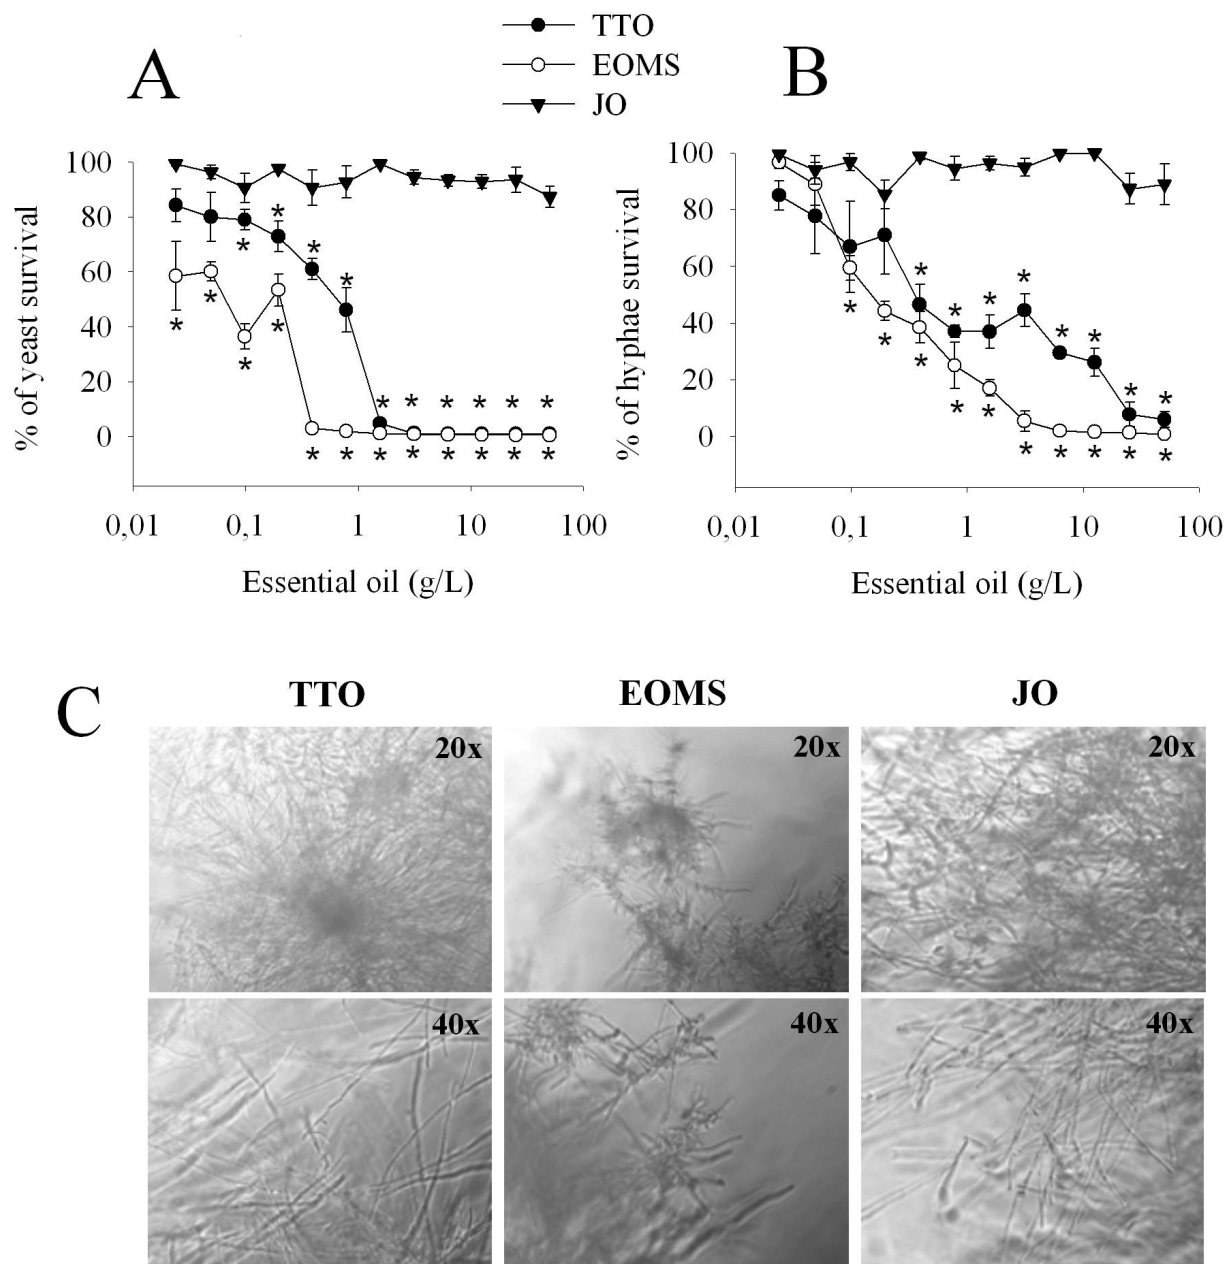 TTO
EOMS
JO
A
B
% of yeast survival
100
80
60
40
20
0
0,01 0,1 1 10 100
Essential oil (g/L)
% of hyphae survival
100
80
60
40
20
0
0,01 0,1 1 10 100
Essential oil (g/L)
* * * * * * * * * *
* * * * * * * * * * * *
* * * * * * * *
* * * * * * * * * *
C
TTO EOMS JO
20x 20x 20x
40x 40x 40x